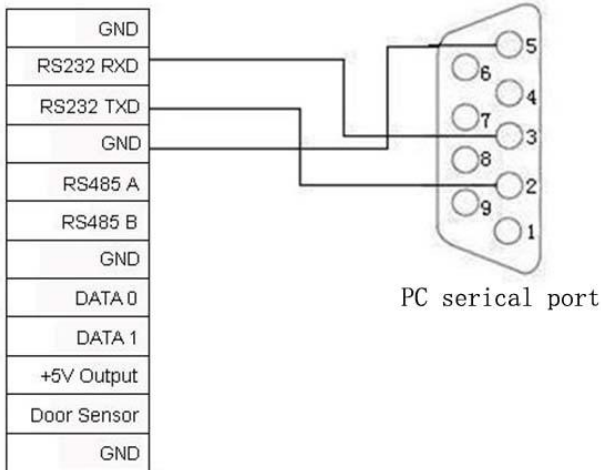 GND
RS232 RXD
RS232 TXD
GND
RS485 A
RS485 B
GND
DATA 0
DATA 1
+5V Output
Door Sensor
GND
5
6
4
7
3
8
2
9
1
PC serical port